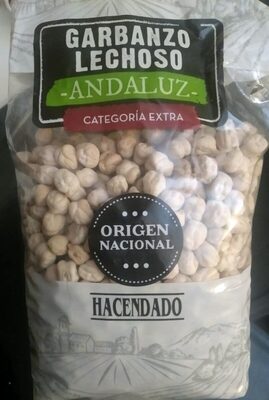 GARBANZO
LECHOSO
-ANDALUZ-
CATEGORÍA EXTRA
ORIGEN
NACIONAL
HACENDADO